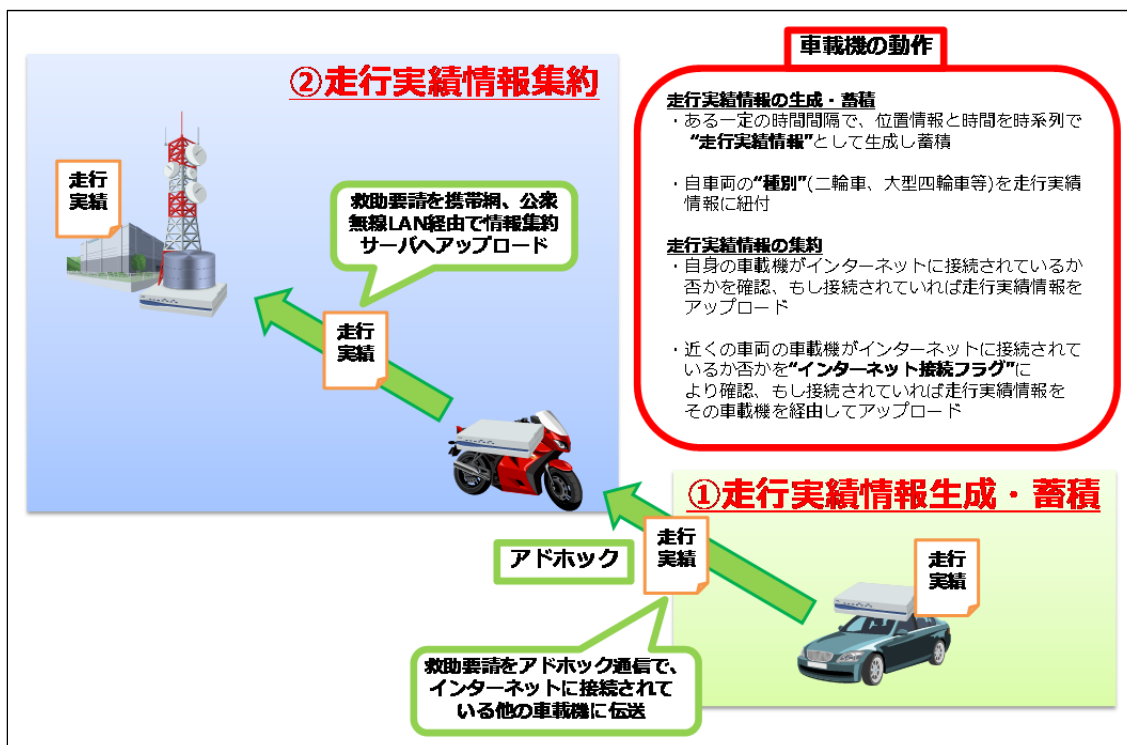 ②走行実績情報集約
走行
実績
救助要請を携帯網、公衆
無線LAN経由で情報集約
サーバへアップロード
走行
実績
車載機の動作
走行実績情報の生成・蓄積
・ある一定の時間間隔で、位置情報と時間を時系列で
“走行実績情報”として生成し蓄積
・自車両の“種別”(二輪車、大型四輪車等)を走行実績
情報に紐付
走行実績情報の集約
・自身の車載機がインターネットに接続されているか
否かを確認、もし接続されていれば走行実績情報を
アップロード
・近くの車両の車載機がインターネットに接続されて
いるか否かを“インターネット接続フラグ”に
より確認、もし接続されていれば走行実績情報を
その車載機を経由してアップロード
①走行実績情報生成・蓄積
アドホック
走行
実績
走行
実績
救助要請をアドホック通信で、
インターネットに接続されて
いる他の車載機に伝送